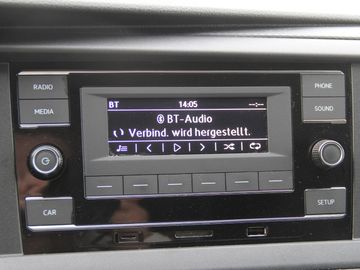 RADIO
MEDIA
CAR
BT 14:05 --:--
BT-Audio
Verbind. wird hergestellt.
PHONE
SOUND
SETUP